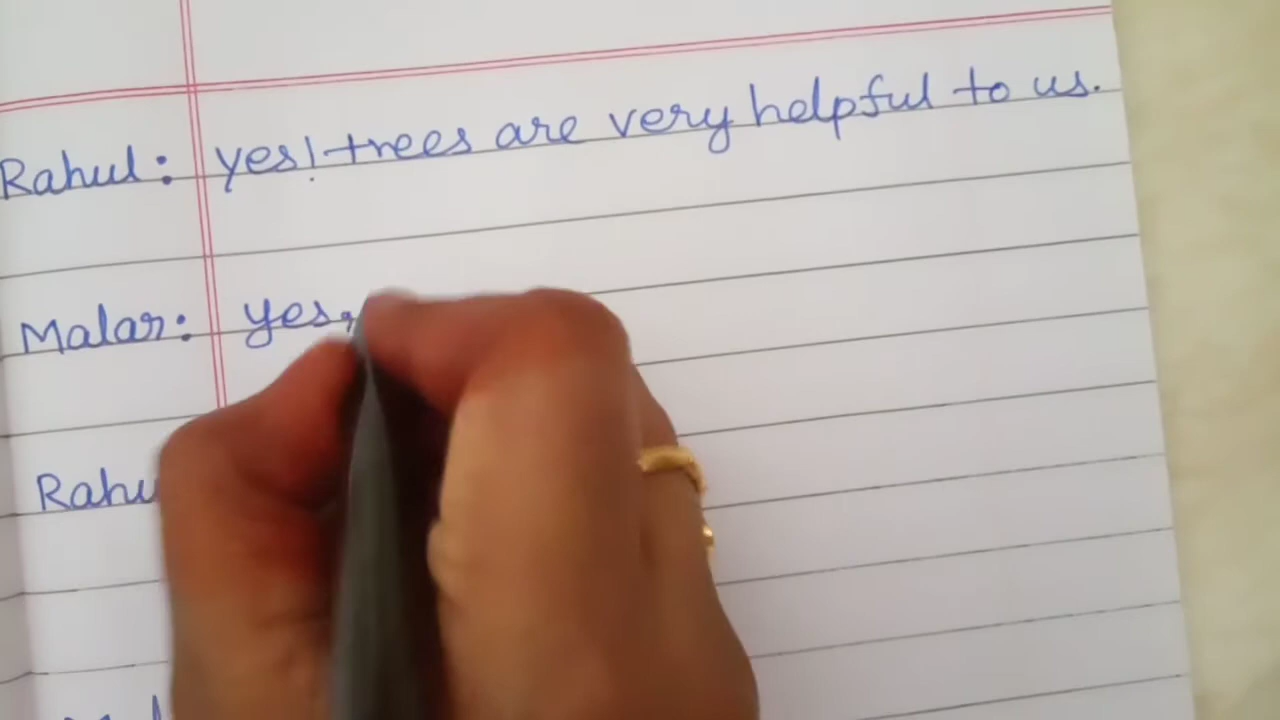 Rahul: yes! trees are very helpful to us.
Malar: yes,
Rahu